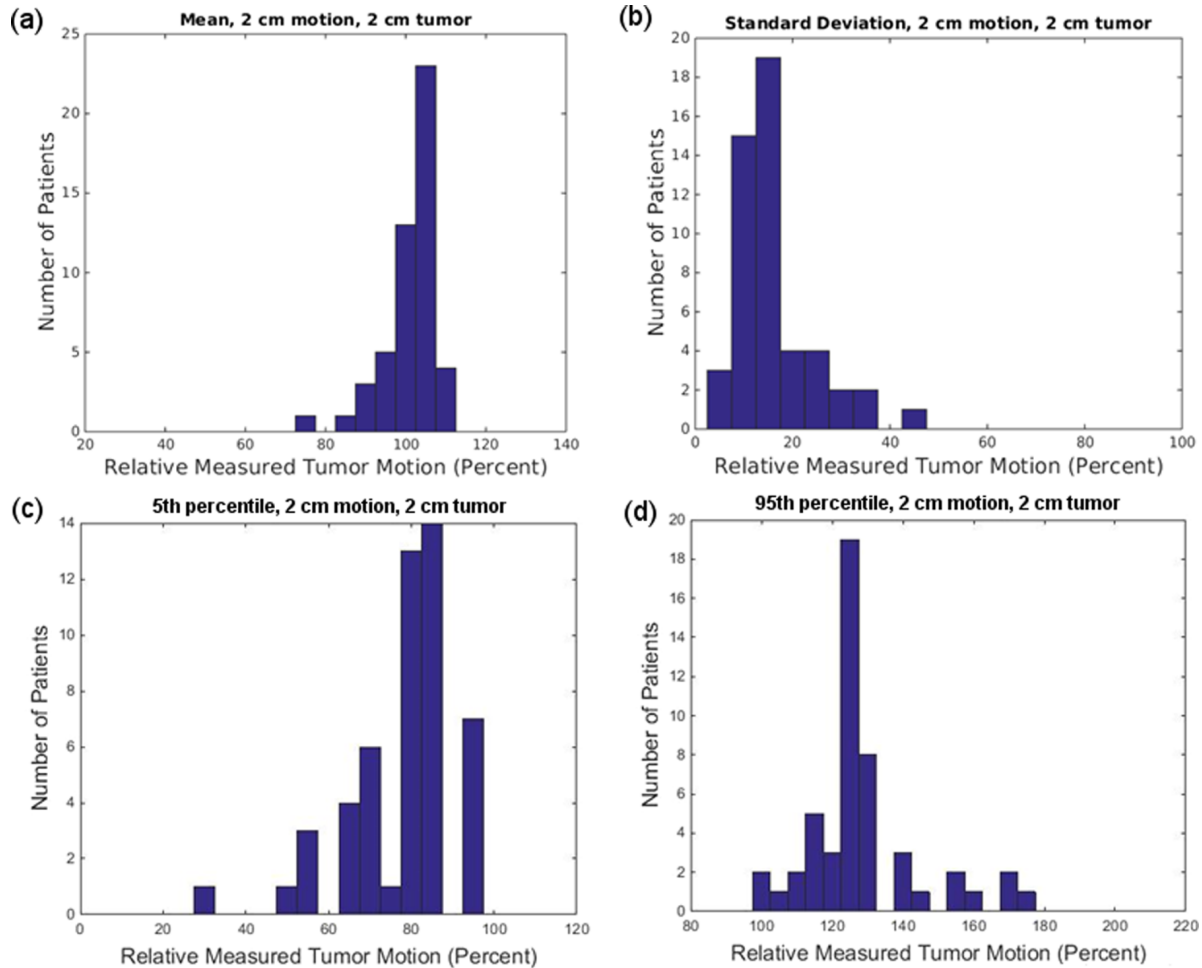 (a)
Mean, 2 cm motion, 2 cm tumor
25
20
15
10
5
0
20 40 60 80 100 120 140
Number of Patients
Relative Measured Tumor Motion (Percent)
(b)
Standard Deviation, 2 cm motion, 2 cm tumor
20
18
16
14
12
10
8
6
4
2
0
0 20 40 60 80 100
Number of Patients
Relative Measured Tumor Motion (Percent)
(c)
5th percentile, 2 cm motion, 2 cm tumor
14
12
10
8
6
4
2
0
0 20 40 60 80 100 120
Number of Patients
Relative Measured Tumor Motion (Percent)
(d)
95th percentile, 2 cm motion, 2 cm tumor
20
18
16
14
12
10
8
6
4
2
0
80 100 120 140 160 180 200 220
Number of Patients
Relative Measured Tumor Motion (Percent)